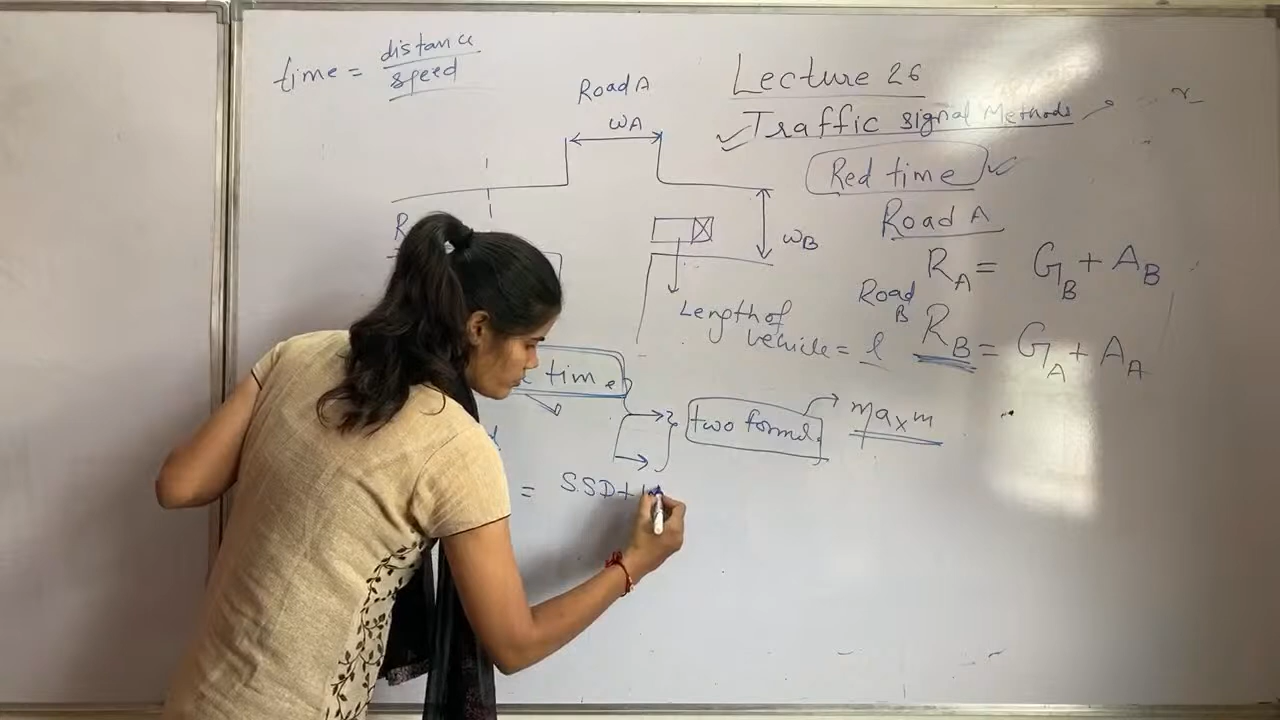 time = distance
speed
Lecture 26
Traffic signal Methods
Road A
WA
Red time
Road A
R
WB
RA = GB + AB
Length of vehicle = l
Road B
RB = GA + AA
time
two formul
maxm
= SSD +